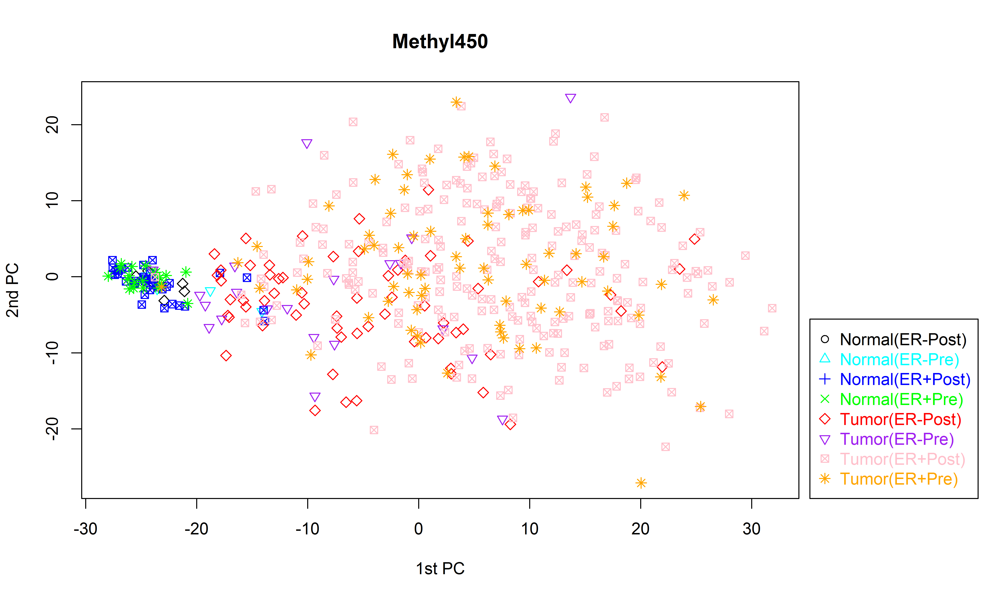 Methyl450
20
10
0
-10
-20
2nd PC
-30 -20 -10 0 10 20 30
1st PC
Normal(ER-Post)
Normal(ER-Pre)
Normal(ER+Post)
Normal(ER+Pre)
Tumor(ER-Post)
Tumor(ER-Pre)
Tumor(ER+Post)
Tumor(ER+Pre)